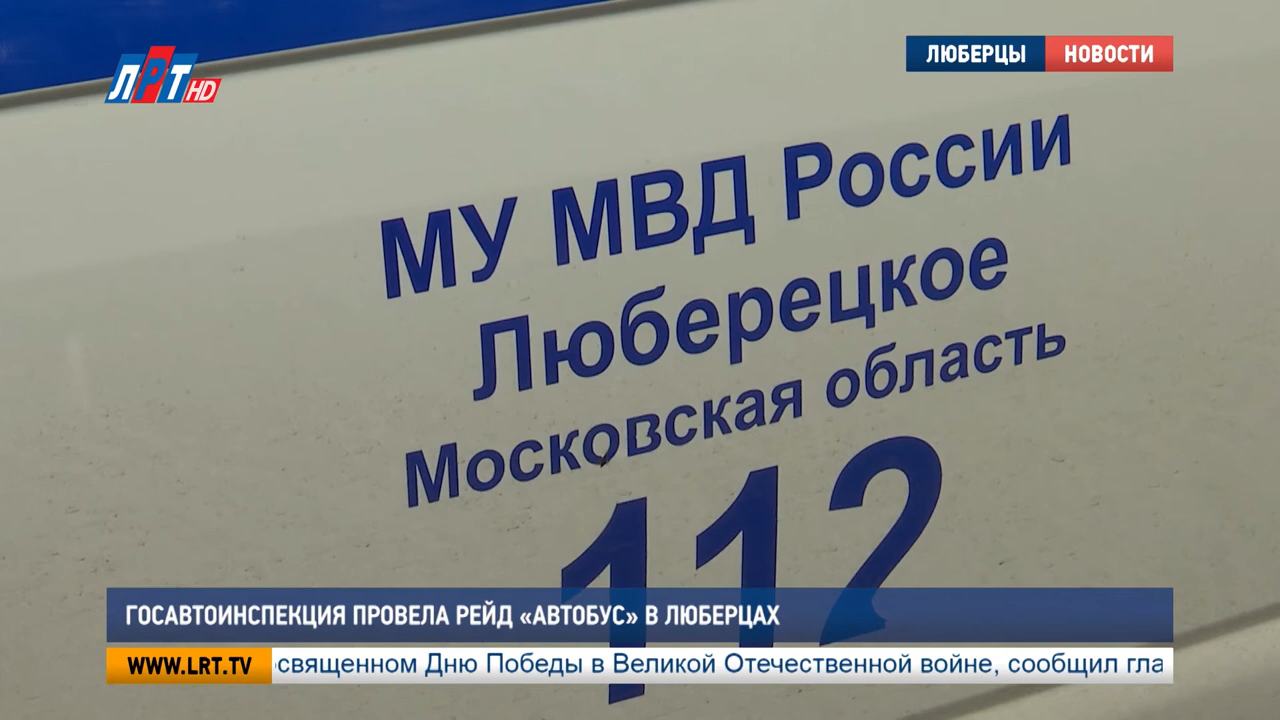 ЛРТ HD
ЛЮБЕРЦЫ НОВОСТИ
МУ МВД России
Люберецкое
Московская область
112
ГОСАВТОИНСПЕКЦИЯ ПРОВЕЛА РЕЙД «АВТОБУС» В ЛЮБЕРЦАХ
WWW.LRT.TV освященном Дню Победы в Великой Отечественной войне, сообщил гла